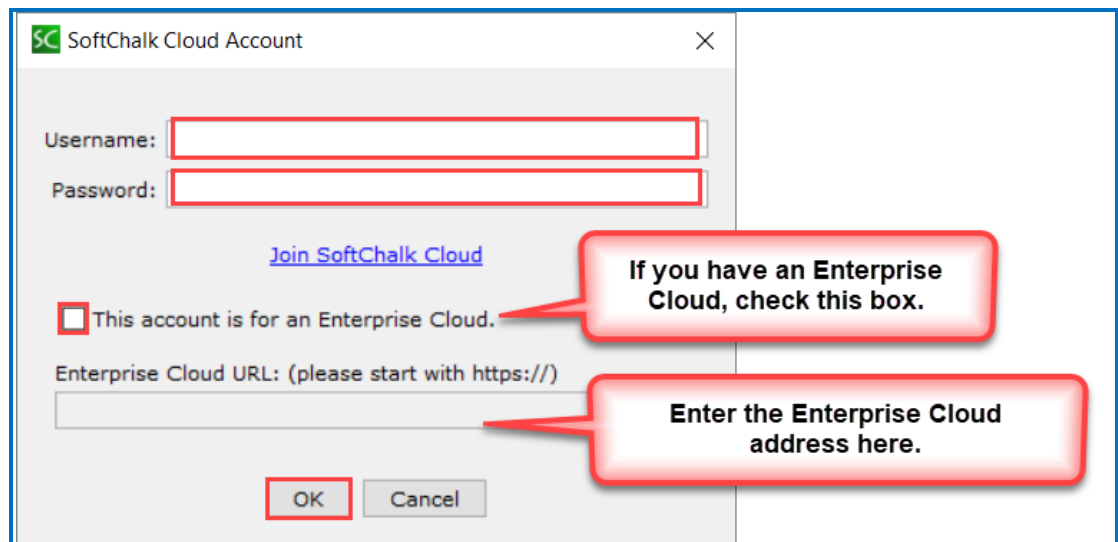 SC SoftChalk Cloud Account
Username:
Password:
Join SoftChalk Cloud
If you have an Enterprise
Cloud, check this box.
This account is for an Enterprise Cloud.
Enterprise Cloud URL: (please start with https://)
Enter the Enterprise Cloud
address here.
OK Cancel